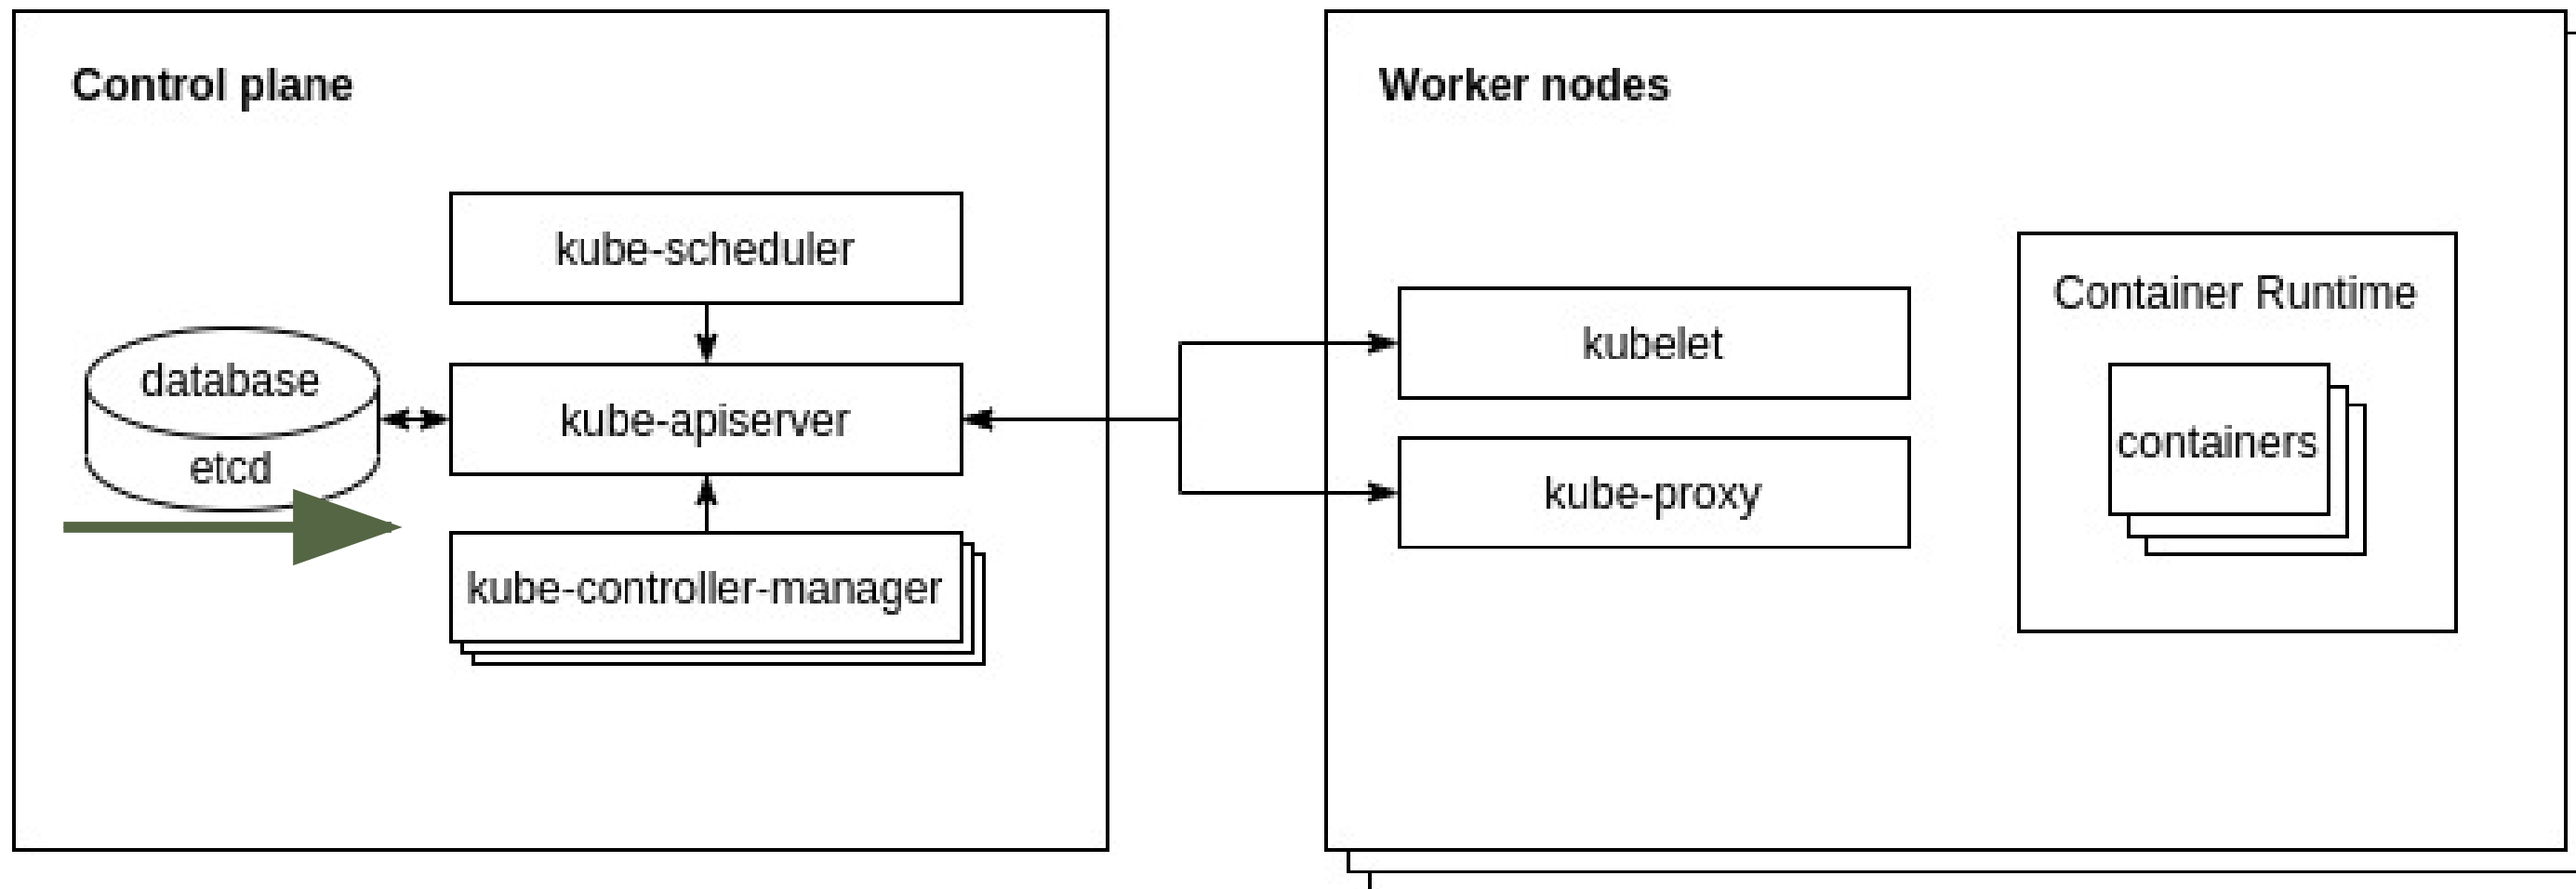 Control plane
kube-scheduler
database
etcd
kube-apiserver
kube-controller-manager
Worker nodes
kubelet
kube-proxy
Container Runtime
containers